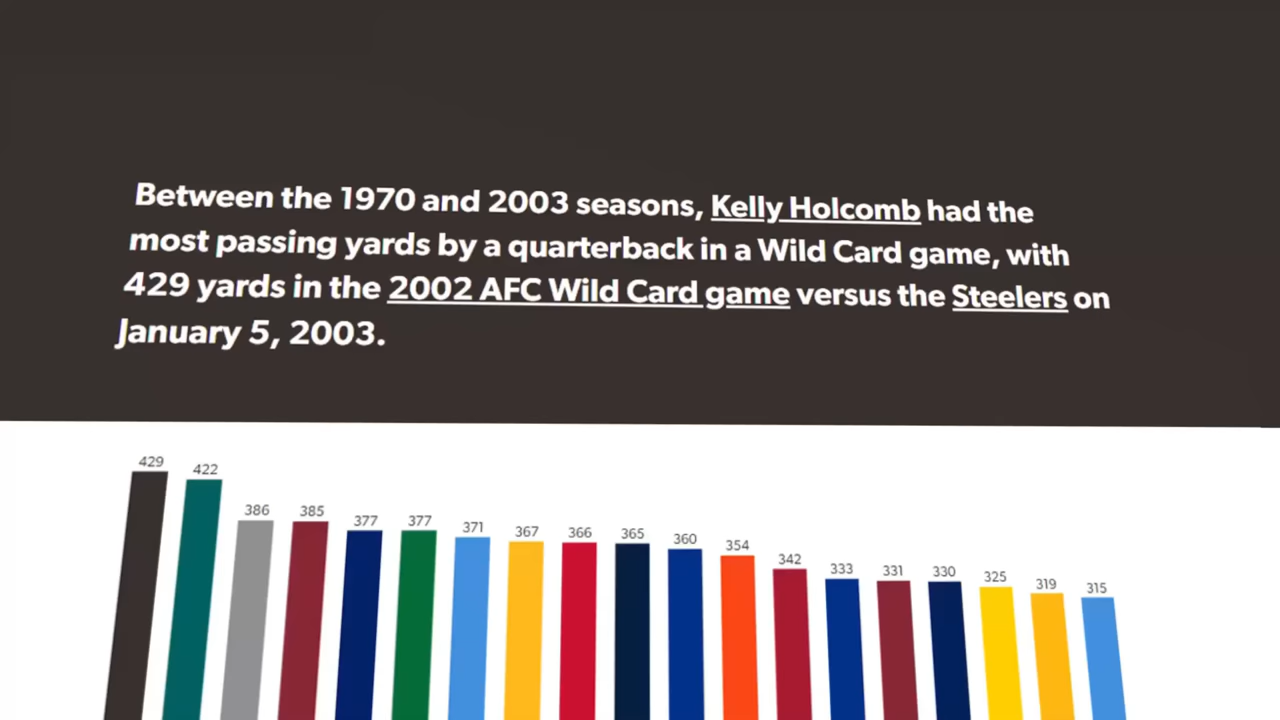 Between the 1970 and 2003 seasons, Kelly Holcomb had the
most passing yards by a quarterback in a Wild Card game, with
429 yards in the 2002 AFC Wild Card game versus the Steelers on
January 5, 2003.
429 422 386 385 377 377 371 367 366 365 360 354 342 333 331 330 325 319 315